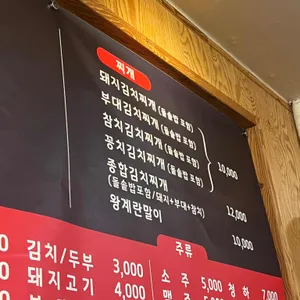 찌개
돼지김치찌개 (돌솥밥 포함)
부대김치찌개 (돌솥밥 포함)
참치김치찌개 (돌솥밥 포함)
꽁치김치찌개 (돌솥밥 포함)
10,000
종합김치찌개
(돌솥밥포함/돼지+부대+참치)
12,000
왕계란말이
10,000
김치/두부 3,000
돼지고기 4,000
주류
소 주 5,000
청 하 7,000
맥 주